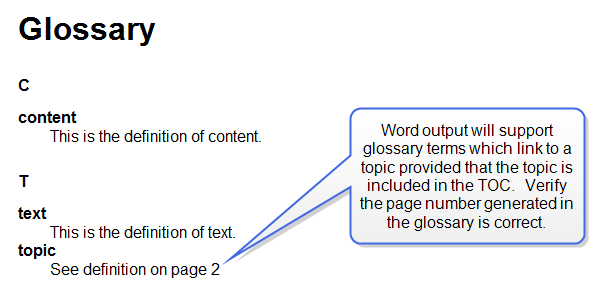 Glossary
C
content
This is the definition of content.
T
text
This is the definition of text.
topic
See definition on page 2
Word output will support
glossary terms which link to a
topic provided that the topic is
included in the TOC.  Verify
the page number generated in
the glossary is correct.